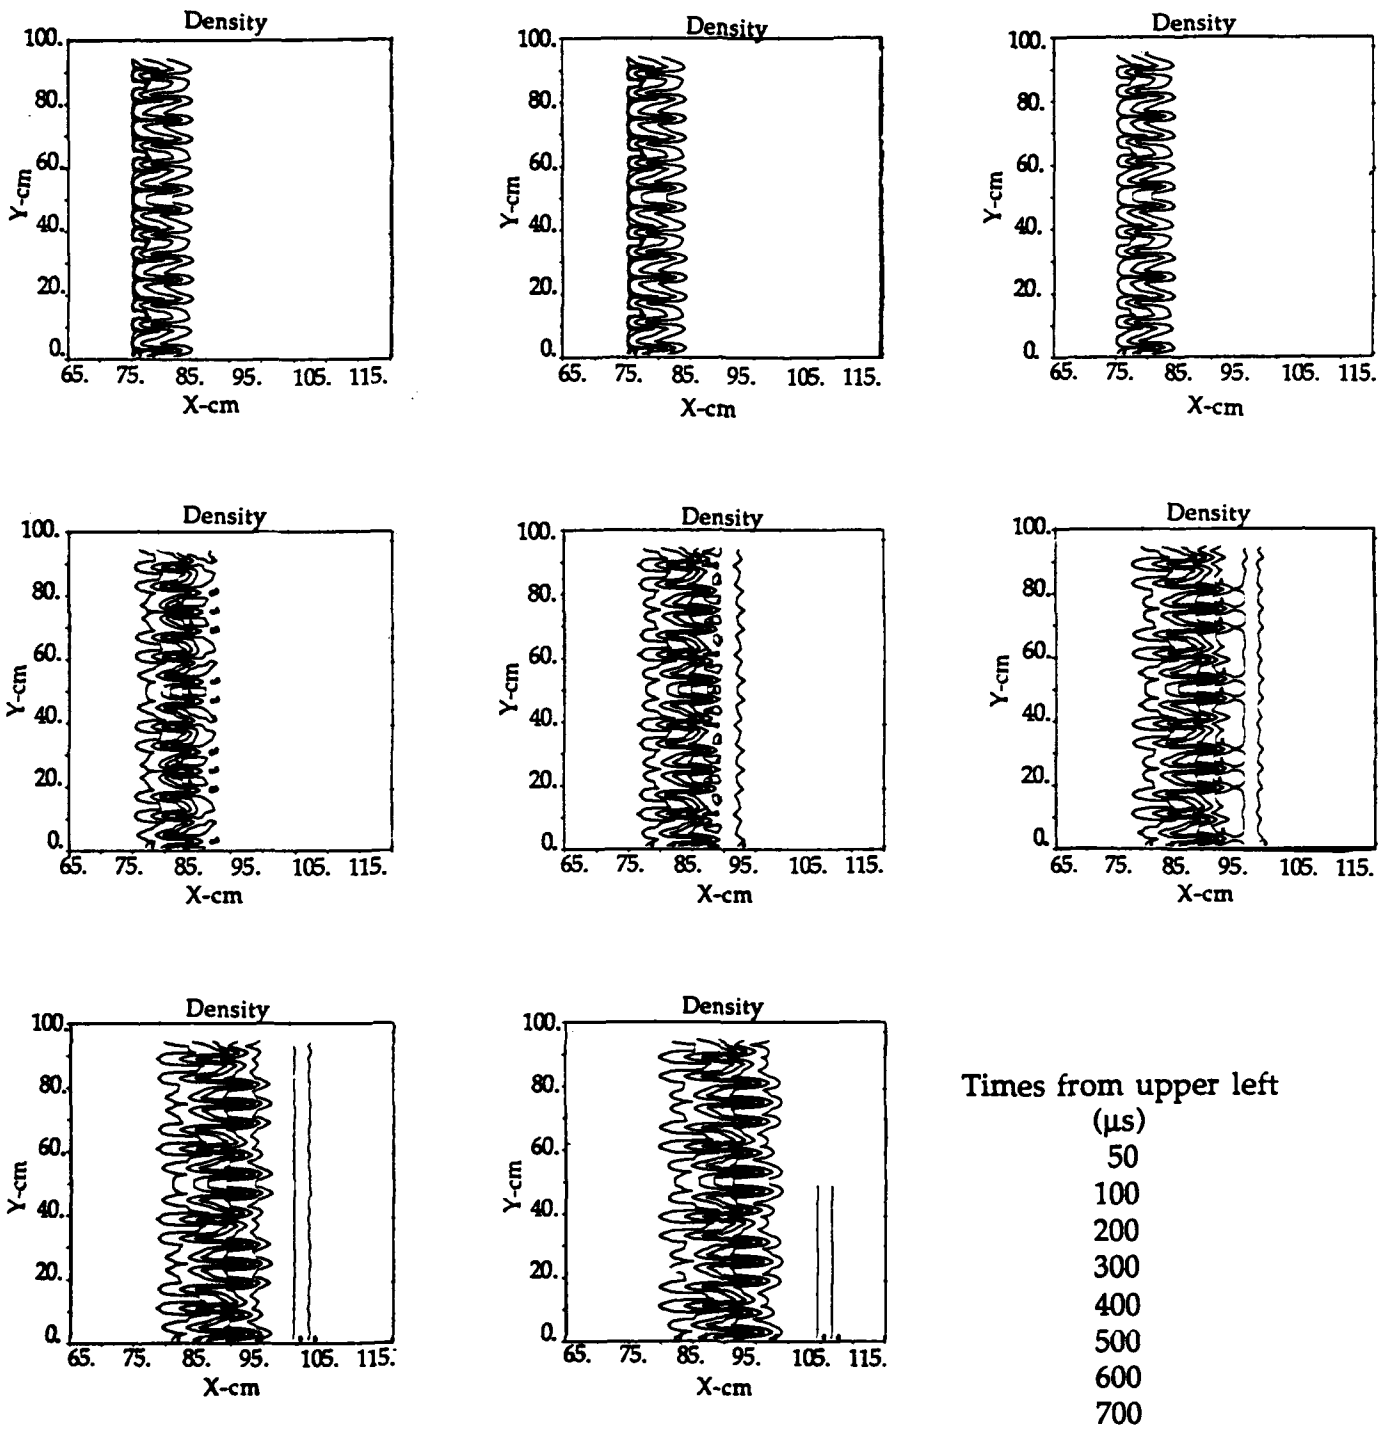 Density
100.
80.
60.
40.
20.
0.
Y-cm
65. 75. 85. 95. 105. 115.
X-cm
Density
100.
80.
60.
40.
20.
0.
Y-cm
65. 75. 85. 95. 105. 115.
X-cm
Density
100.
80.
60.
40.
20.
0.
Y-cm
65. 75. 85. 95. 105. 115.
X-cm
Density
100.
80.
60.
40.
20.
0.
Y-cm
65. 75. 85. 95. 105. 115.
X-cm
Density
100.
80.
60.
40.
20.
0.
Y-cm
65. 75. 85. 95. 105. 115.
X-cm
Density
100.
80.
60.
40.
20.
0.
Y-cm
65. 75. 85. 95. 105. 115.
X-cm
Density
100.
80.
60.
40.
20.
0.
Y-cm
65. 75. 85. 95. 105. 115.
X-cm
Density
100.
80.
60.
40.
20.
0.
Y-cm
65. 75. 85. 95. 105. 115.
X-cm
Times from upper left
(μs)
50
100
200
300
400
500
600
700